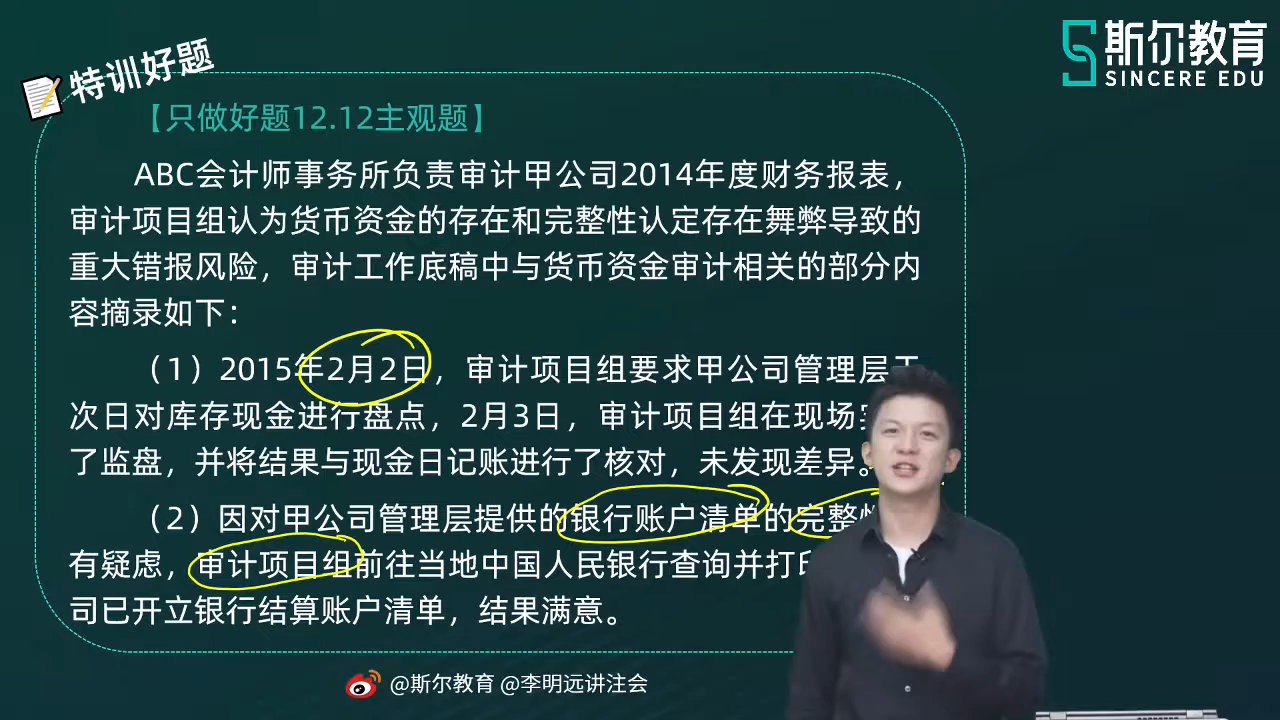 特训好题
斯尔教育
SINCERE EDU
【只做好题12.12主观题】
ABC会计师事务所负责审计甲公司2014年度财务报表，
审计项目组认为货币资金的存在和完整性认定存在舞弊导致的
重大错报风险，审计工作底稿中与货币资金审计相关的部分内
容摘录如下：
（1）2015年2月2日，审计项目组要求甲公司管理层于
次日对库存现金进行盘点，2月3日，审计项目组在现场
了监盘，并将结果与现金日记账进行了核对，未发现差异。
（2）因对甲公司管理层提供的银行账户清单的完整性
有疑虑，审计项目组前往当地中国人民银行查询并打印
司已开立银行结算账户清单，结果满意。
@斯尔教育 @李明远讲注会